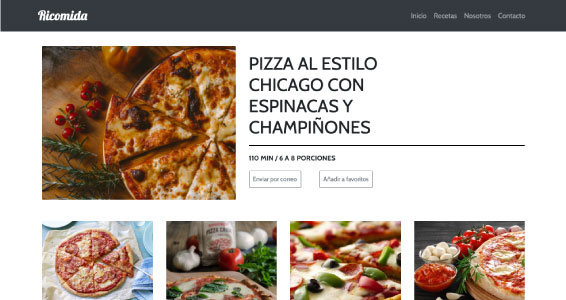 Ricomida
Inicio Recetas Nosotros Contacto
PIZZA AL ESTILO
CHICAGO CON
ESPINACAS Y
CHAMPIÑONES
110 MIN / 6 A 8 PORCIONES
Enviar por correo Añadir a favoritos